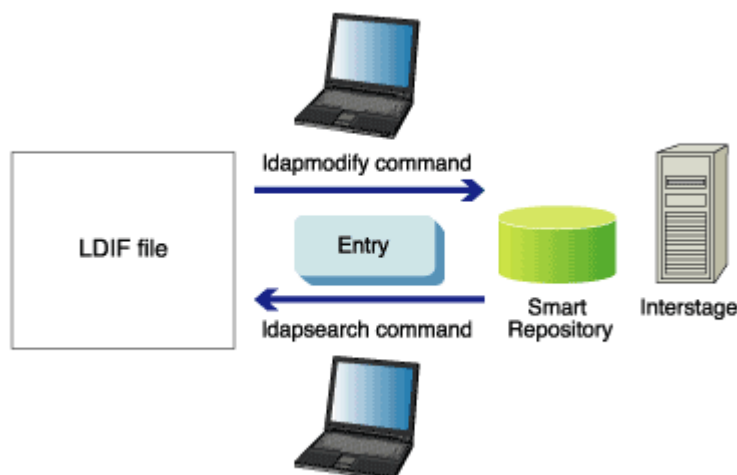 ldapmodify command
LDIF file
Entry
ldapsearch command
Smart
Repository
Interstage